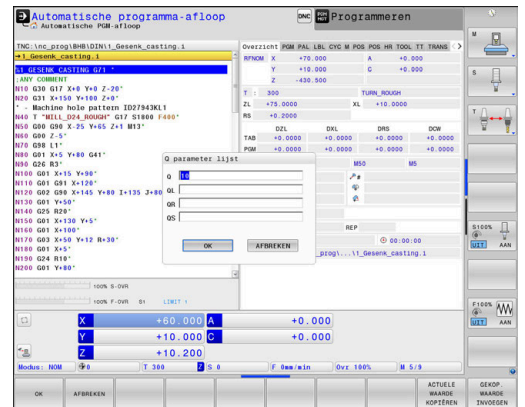 Automatische programma-afloop
Automatische PGM-afloop
DNC
Programmeren
TNC:\nc_prog\BHB\DIN\1_Gesenk_casting.i
→1_Gesenk_casting.i
%1_GESENK_CASTING G71 *
;ANY COMMENT
N10 G30 G17 X+0 Y+0 Z-20*
N20 G31 X+150 Y+100 Z+0*
* - Machine hole pattern ID27943KL1
N40 T "MILL_D24_ROUGH" G17 S1800 F400*
N50 G00 G90 X-25 Y+65 Z+1 M13*
N60 G00 Z-5*
N70 G98 L1*
N80 G01 X+5 Y+80 G41*
N90 G26 R3*
N100 G01 X+15 Y+90*
N110 G01 G91 X+120*
N120 G02 G90 X+145 Y+80 I+135 J+80
N130 G01 Y+50*
N140 G25 R20*
N150 G01 X+130 Y+5*
N160 G01 X+100*
N170 G03 X+50 Y+12 R+30*
N180 G01 X+5*
N190 G24 R10*
N200 G01 Y+80*
Overzicht PGM PAL LBL CYC M POS POS HR TOOL TT TRANS
RFNOM X +70.000 A +0.000
Y +10.000 C +0.000
Z -430.500
T : 300 TURN_ROUGH
ZL +75.0000 XL +10.0000
RS +0.2000
DZL DXL DRS DCW
TAB +0.0000 +0.0000 +0.0000 +0.0000
PGM +0.0000 +0.0000 +0.0000 +0.0000
M50 M5
REP
00:00:00
_prog\...\1_Gesenk_casting.i
Q parameter lijst
Q 10
QL
QR
QS
OK AFBREKEN
100% S-OVR
100% F-OVR S1 LIMIT 1
X +60.000 A +0.000
Y +10.000 C +0.000
Z +10.200
Modus: NOM 0 T 300 Z S 0 F 0mm/min Ovr 100% M 5/9
M
S
T
S100%
UIT AAN
F100%
UIT AAN
OK
AFBREKEN
ACTUELE WAARDE KOPIËREN
GEKOP. WAARDE INVOEGEN